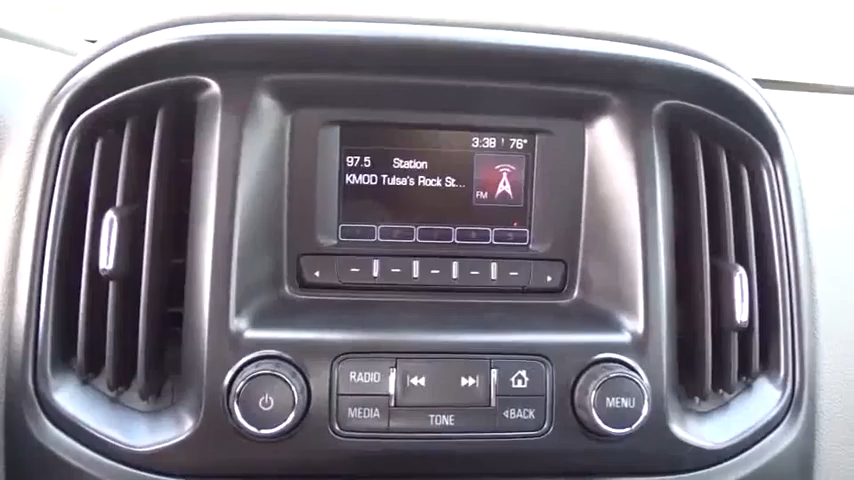 3:38 76°
97.5 Station
KMOD Tulsa's Rock St...
FM
RADIO
MEDIA
TONE
BACK
MENU